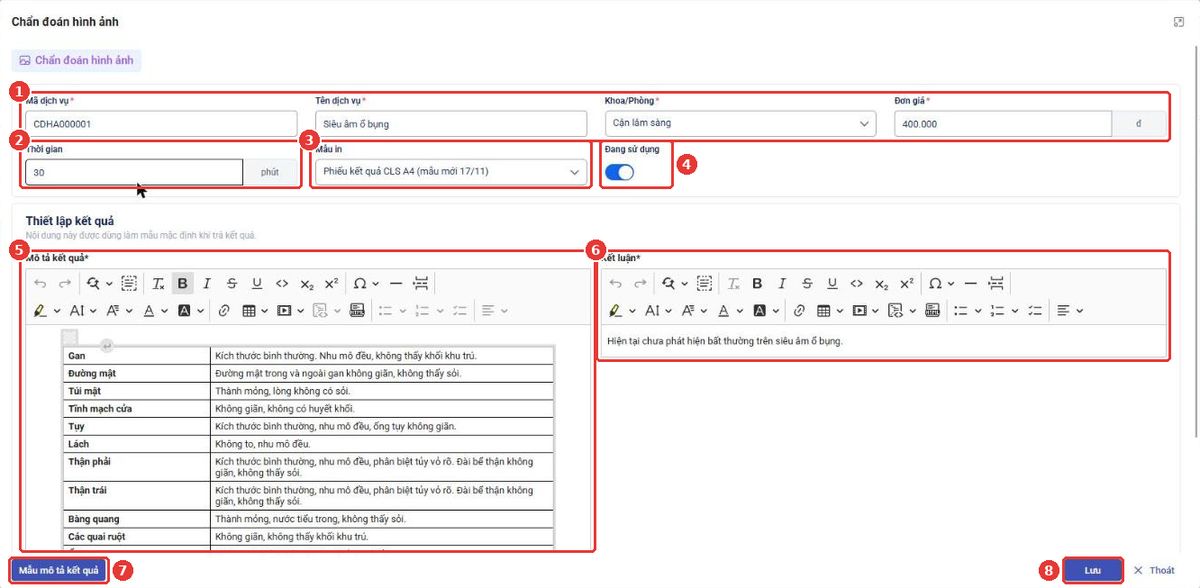 Chẩn đoán hình ảnh
Chẩn đoán hình ảnh
1
Mã dịch vụ *
Tên dịch vụ *
Khoa/Phòng *
Đơn giá *
CDHA000001
Siêu âm ổ bụng
Cận lâm sàng
400.000
đ
2
Thời gian
3
Mẫu in
Đang sử dụng
4
30
phút
Phiếu kết quả CLS A4 (mẫu mới 17/11)
Thiết lập kết quả
Nội dung này được dùng làm mẫu mặc định khi trả kết quả.
5
Mô tả kết quả*
6
Kết luận*
Hiện tại chưa phát hiện bất thường trên siêu âm ổ bụng.
Gan
Kích thước bình thường. Nhu mô đều, không thấy khối khu trú.
Đường mật
Đường mật trong và ngoài gan không giãn, không thấy sỏi.
Túi mật
Thành mỏng, lòng không có sỏi.
Tĩnh mạch cửa
Không giãn, không có huyết khối.
Tụy
Kích thước bình thường, nhu mô đều, ống tụy không giãn.
Lách
Không to, nhu mô đều.
Thận phải
Kích thước bình thường, nhu mô đều, phân biệt tủy vỏ rõ. Đài bể thận không
giãn, không thấy sỏi.
Thận trái
Kích thước bình thường, nhu mô đều, phân biệt tủy vỏ rõ. Đài bể thận không
giãn, không thấy sỏi.
Bàng quang
Thành mỏng, nước tiểu trong, không thấy sỏi.
Các quai ruột
Không giãn, không thấy khối khu trú.
Mẫu mô tả kết quả
7
8
Lưu
Thoát